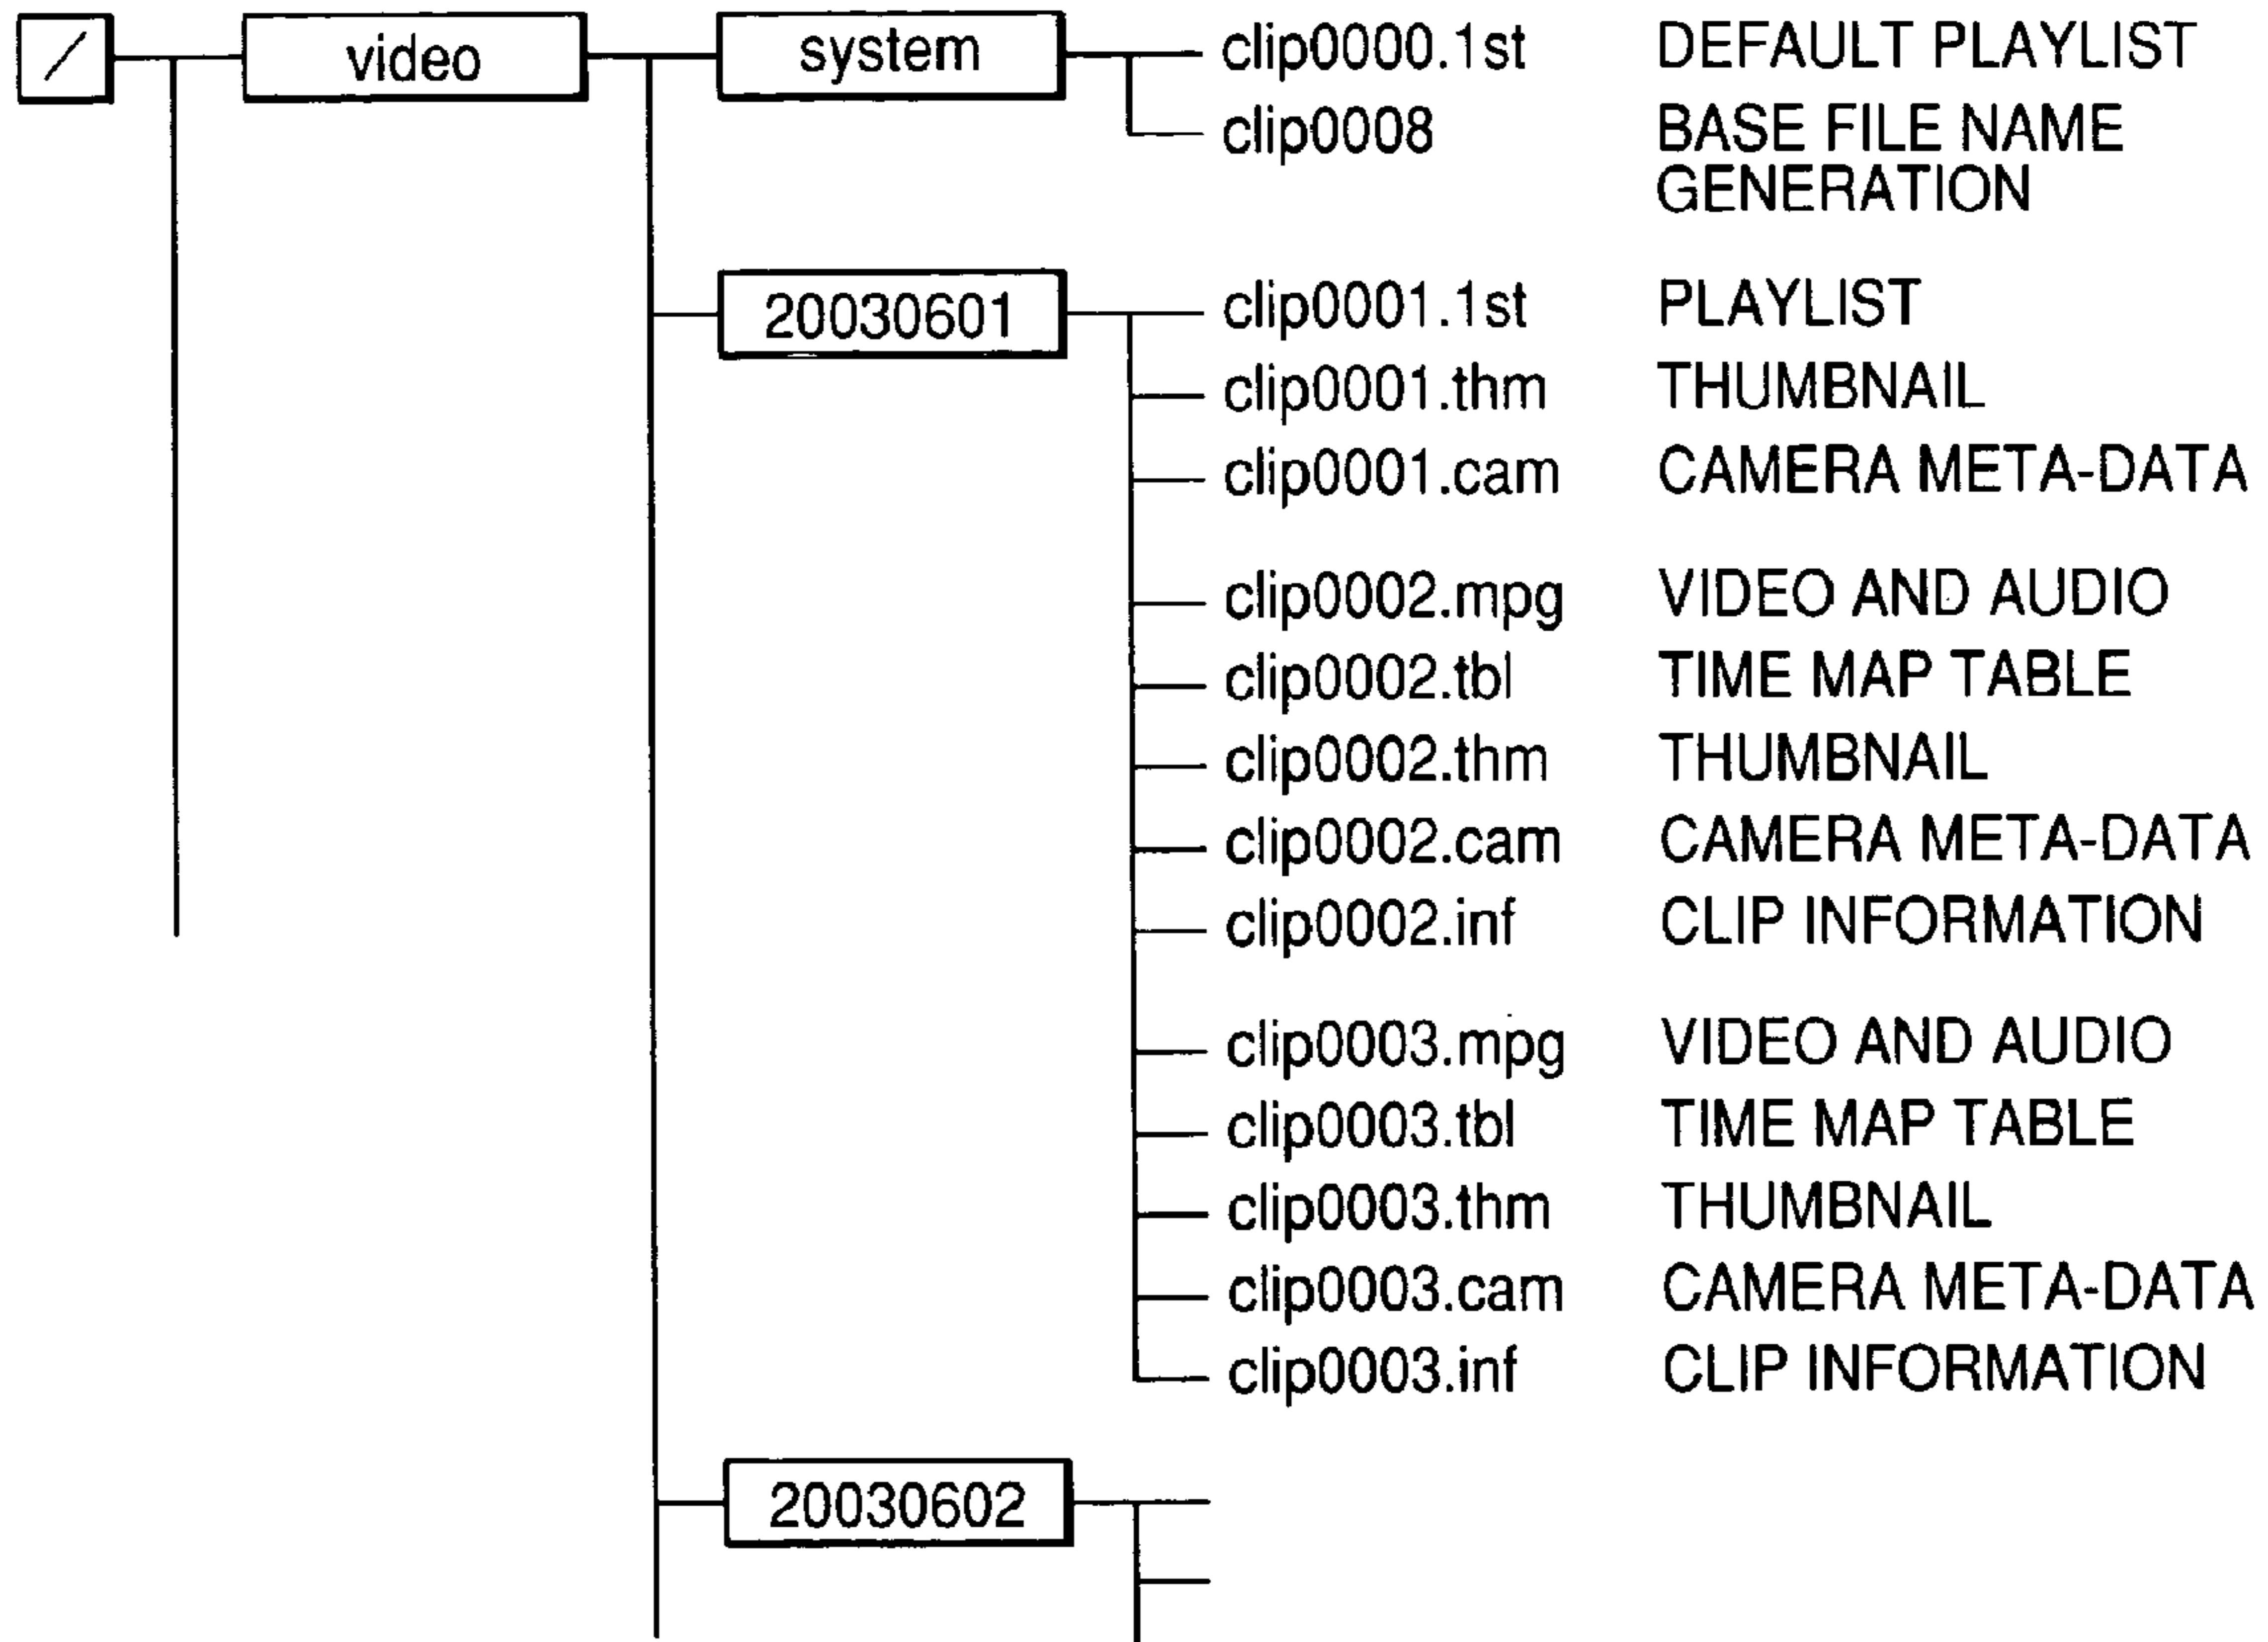 / video system clip0000.1st DEFAULT PLAYLIST
clip0008 BASE FILE NAME
GENERATION
20030601 clip0001.1st PLAYLIST
clip0001.thm THUMBNAIL
clip0001.cam CAMERA META-DATA
clip0002.mpg VIDEO AND AUDIO
clip0002.tbl TIME MAP TABLE
clip0002.thm THUMBNAIL
clip0002.cam CAMERA META-DATA
clip0002.inf CLIP INFORMATION
clip0003.mpg VIDEO AND AUDIO
clip0003.tbl TIME MAP TABLE
clip0003.thm THUMBNAIL
clip0003.cam CAMERA META-DATA
clip0003.inf CLIP INFORMATION
20030602